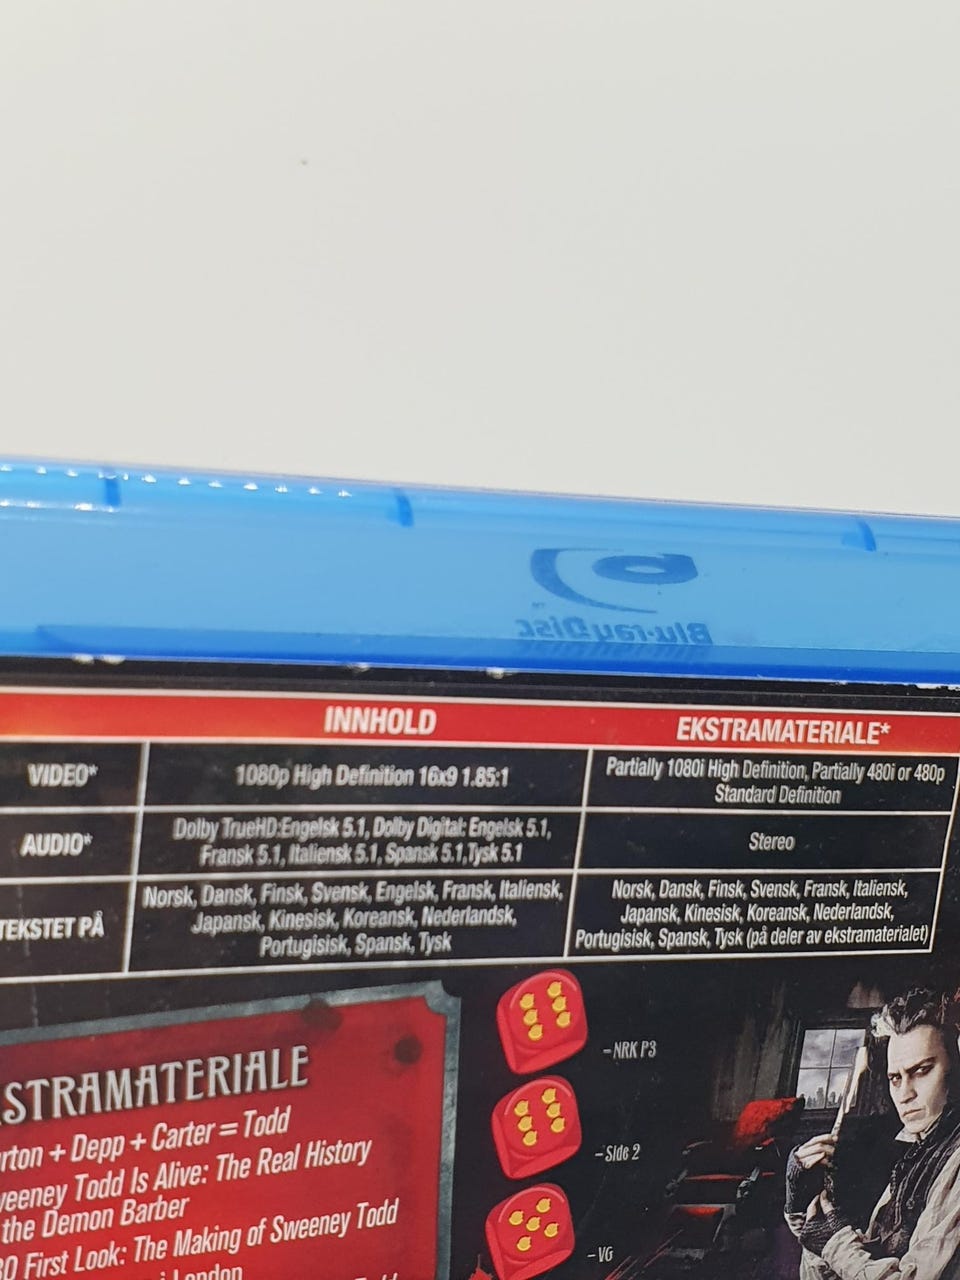 Blu-ray Disc
INNHOLD
EKSTRAMATERIALE*
VIDEO*
1080p High Definition 16x9 1.85:1
Partially 1080i High Definition, Partially 480i or 480p
Standard Definition
AUDIO*
Dolby TrueHD:Engelsk 5.1, Dolby Digital: Engelsk 5.1,
Fransk 5.1, Italiensk 5.1, Spansk 5.1,Tysk 5.1
Stereo
TEKSTET PÅ
Norsk, Dansk, Finsk, Svensk, Engelsk, Fransk, Italiensk,
Japansk, Kinesisk, Koreansk, Nederlandsk,
Portugisisk, Spansk, Tysk
Norsk, Dansk, Finsk, Svensk, Fransk, Italiensk,
Japansk, Kinesisk, Koreansk, Nederlandsk,
Portugisisk, Spansk, Tysk (på deler av ekstramaterialet)
STRAMATERIALE
rton + Depp + Carter = Todd
eeney Todd Is Alive: The Real History
the Demon Barber
First Look: The Making of Sweeney Todd
London
Todd
– NRK P3
– Side 2
– VG